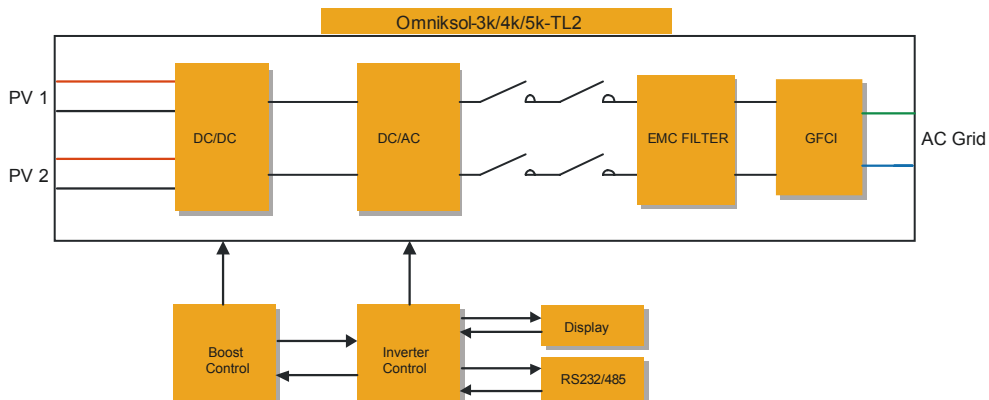 Omniksol-3k/4k/5k-TL2
PV 1
PV 2
DC/DC
DC/AC
EMC FILTER
GFCI
AC Grid
Boost
Control
Inverter
Control
Display
RS232/485